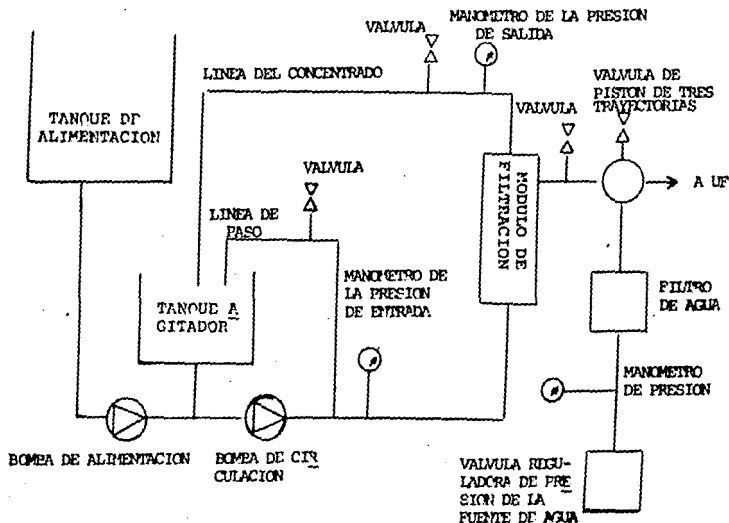 MANOMETRO DE LA PRESION
DE SALIDA
VALVULA
LINEA DEL CONCENTRADO
VALVULA DE
PISTON DE TRES
TRAYECTORIAS
VALVULA
TANQUE DE
ALIMENTACION
MODULO DE
FILTRACION
A UF
VALVULA
LINEA DE
PASO
MANOMETRO DE
LA PRESION
DE ENTRADA
TANQUE A
GITADOR
FILTRO
DE AGUA
MANOMETRO
DE PRESION
BOMBA DE ALIMENTACION
BOMBA DE CIR
CULACION
VALVULA REGU-
LADORA DE PRE
SION DE LA
FUENTE DE AGUA